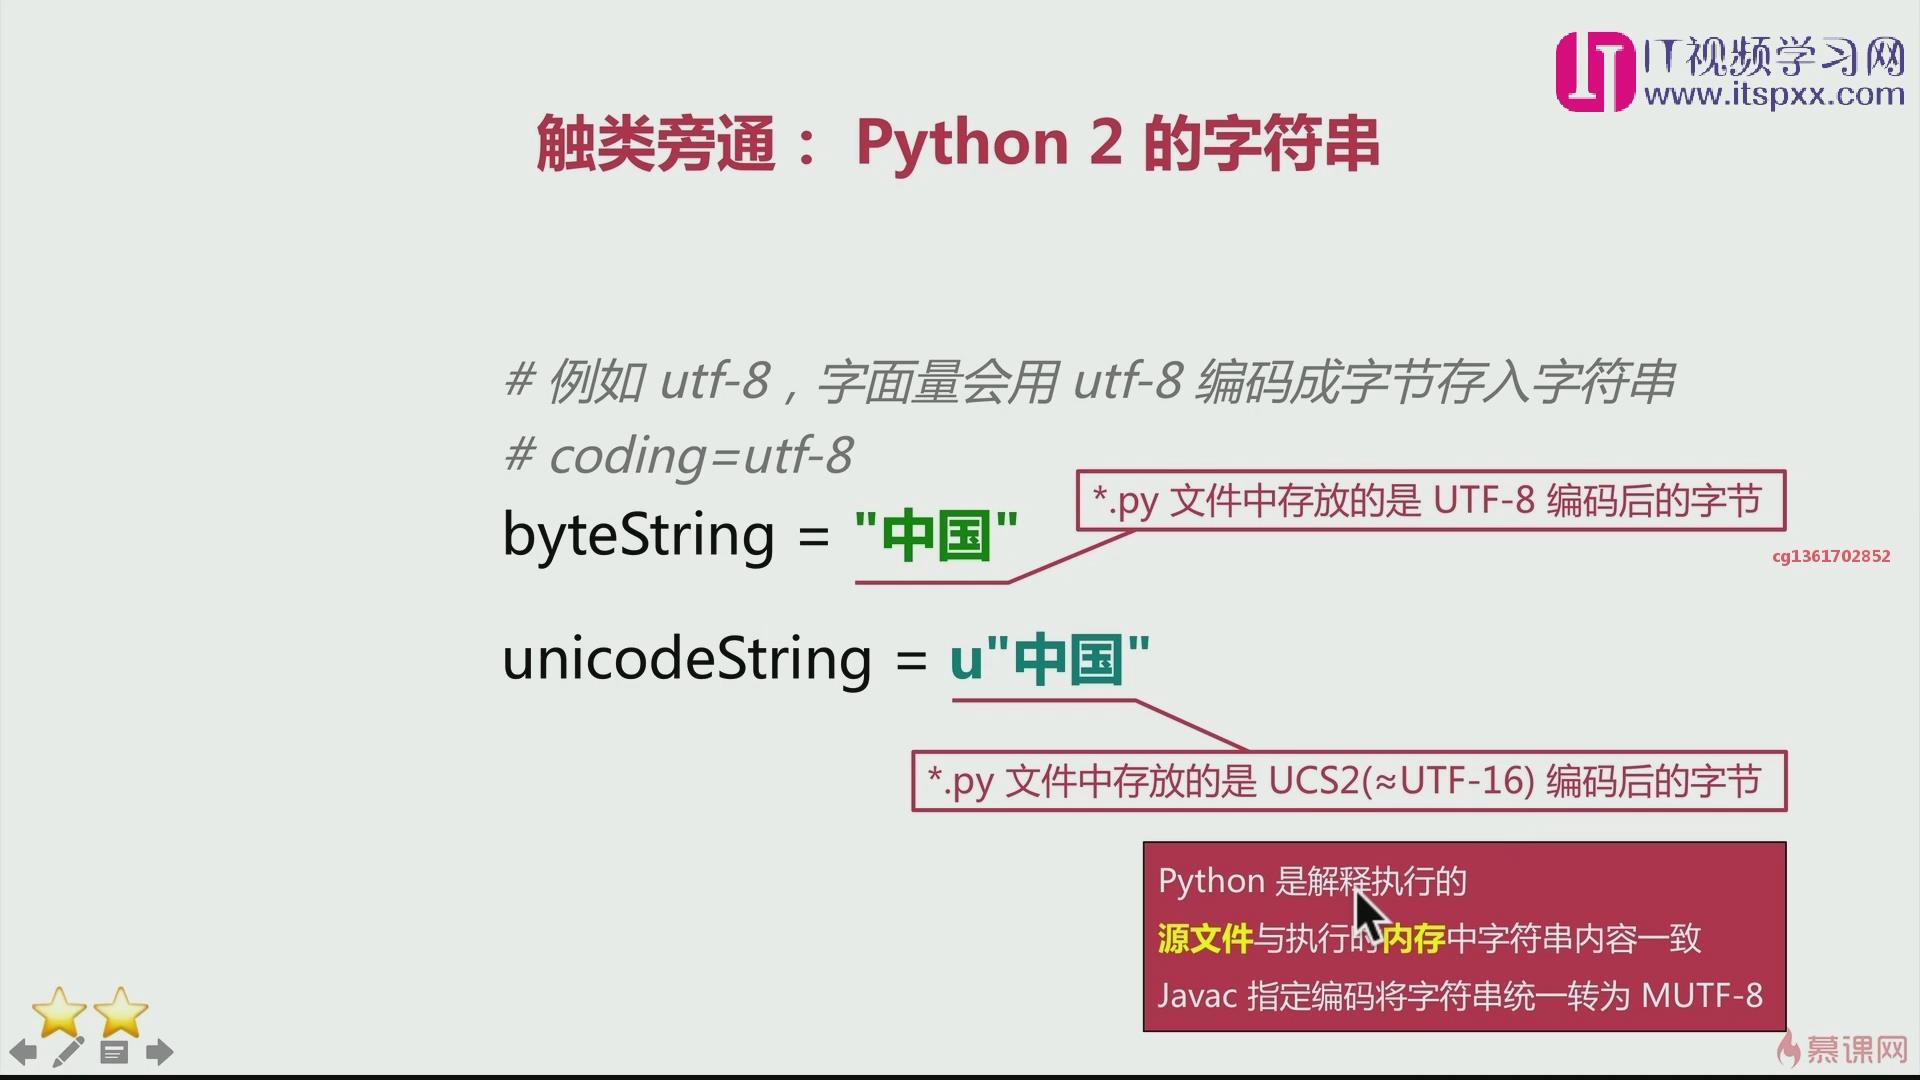 IT视频学习网
www.itspxx.com
触类旁通： Python 2 的字符串
# 例如 utf-8，字面量会用 utf-8 编码成字节存入字符串
# coding=utf-8
*.py 文件中存放的是 UTF-8 编码后的字节
byteString = "中国"
cg1361702852
unicodeString = u"中国"
*.py 文件中存放的是 UCS2(≈UTF-16) 编码后的字节
Python 是解释执行的
源文件与执行的内存中字符串内容一致
Javac 指定编码将字符串统一转为 MUTF-8
慕课网